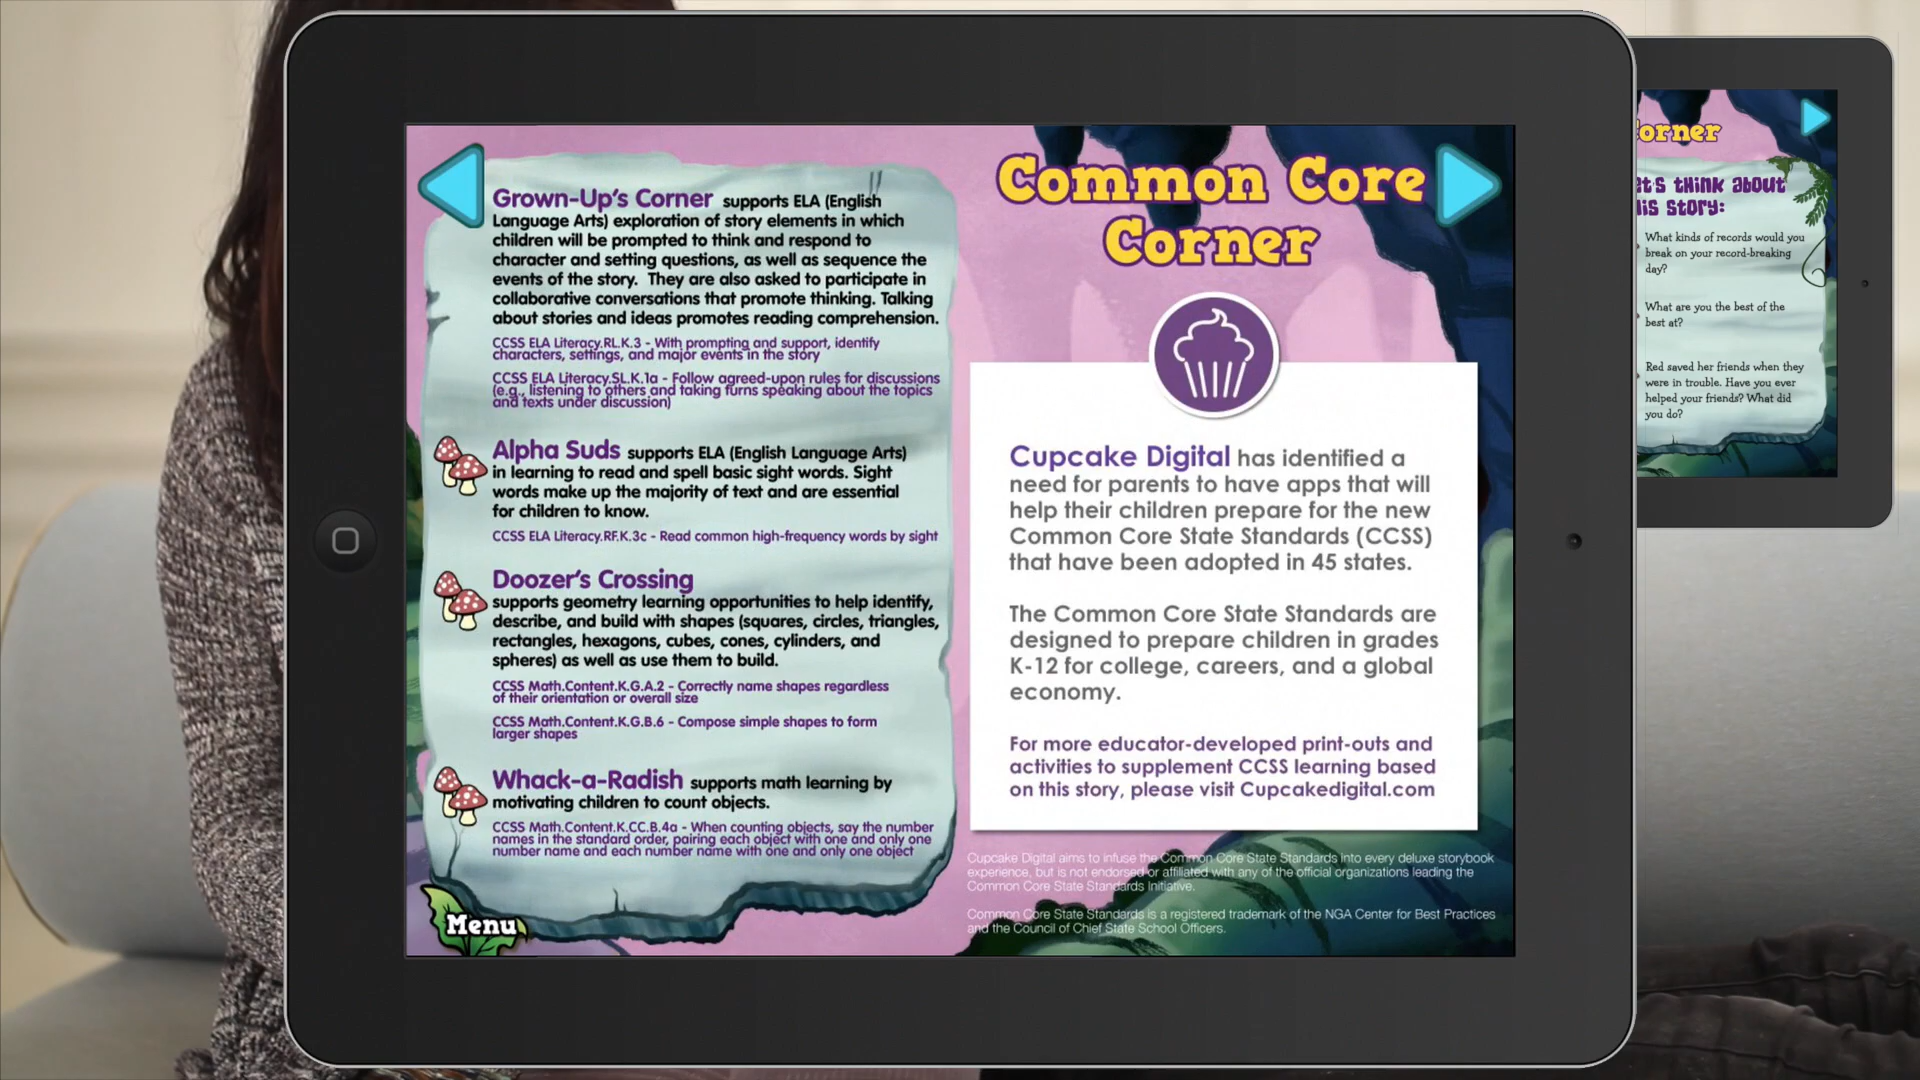 Grown-Up's Corner supports ELA (English
Language Arts) exploration of story elements in which
children will be prompted to think and respond to
character and setting questions, as well as sequence the
events of the story. They are also asked to participate in
collaborative conversations that promote thinking. Talking
about stories and ideas promotes reading comprehension.
CCSS ELA Literacy.RL.K.3 - With prompting and support, identify
characters, settings, and major events in the story
CCSS ELA Literacy.SL.K.1a - Follow agreed-upon rules for discussions
(e.g., listening to others and taking turns speaking about the topics
and texts under discussion)
Alpha Suds supports ELA (English Language Arts)
in learning to read and spell basic sight words. Sight
words make up the majority of text and are essential
for children to know.
CCSS ELA Literacy.RF.K.3c - Read common high-frequency words by sight
Doozer's Crossing
supports geometry learning opportunities to help identify,
describe, and build with shapes (squares, circles, triangles,
rectangles, hexagons, cubes, cones, cylinders, and
spheres) as well as use them to build.
CCSS Math.Content.K.G.A.2 - Correctly name shapes regardless
of their orientation or overall size
CCSS Math.Content.K.G.B.6 - Compose simple shapes to form
larger shapes
Whack-a-Radish supports math learning by
motivating children to count objects.
CCSS Math.Content.K.CC.B.4a - When counting objects, say the number
names in the standard order, pairing each object with one and only one
number name and each number name with one and only one object
Menu
Common Core
Corner
Cupcake Digital has identified a
need for parents to have apps that will
help their children prepare for the new
Common Core State Standards (CCSS)
that have been adopted in 45 states.
The Common Core State Standards are
designed to prepare children in grades
K-12 for college, careers, and a global
economy.
For more educator-developed print-outs and
activities to supplement CCSS learning based
on this story, please visit Cupcakedigital.com
Cupcake Digital aims to infuse the Common Core State Standards into every deluxe storybook
experience, but is not endorsed or affiliated with any of the official organizations leading the
Common Core State Standards Initiative.
Common Core State Standards is a registered trademark of the NGA Center for Best Practices
and the Council of Chief State School Officers.
orner
et's think about
is story:
What kinds of records would you
break on your record-breaking
day?
What are you the best of the
best at?
Red saved her friends when they
were in trouble. Have you ever
helped your friends? What did
you do?